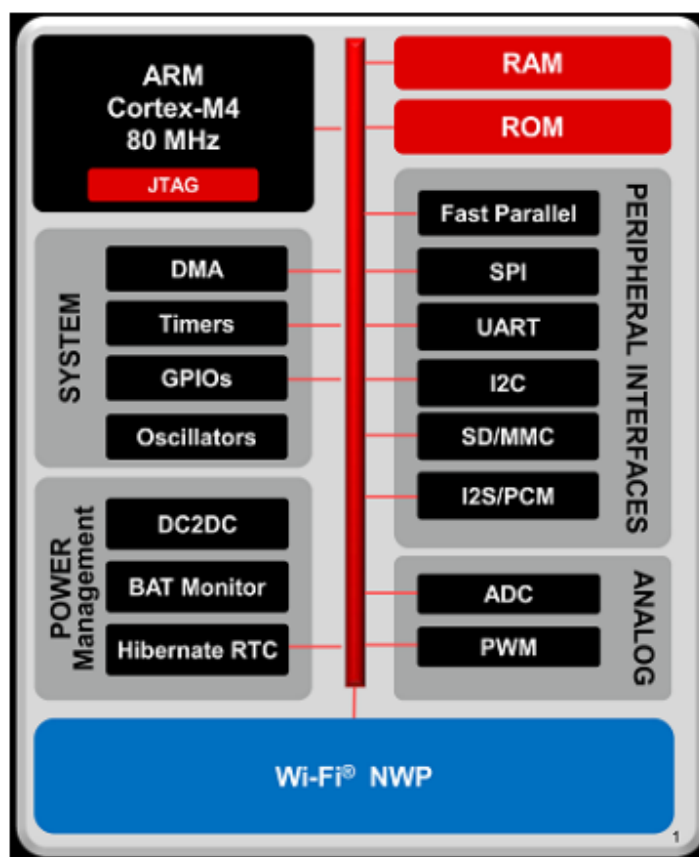 ARM
Cortex-M4
80 MHz
JTAG
RAM
ROM
SYSTEM
DMA
Timers
GPIOs
Oscillators
PERIPHERAL INTERFACES
Fast Parallel
SPI
UART
I2C
SD/MMC
I2S/PCM
POWER
Management
DC2DC
BAT Monitor
Hibernate RTC
ANALOG
ADC
PWM
Wi-Fi® NWP
1